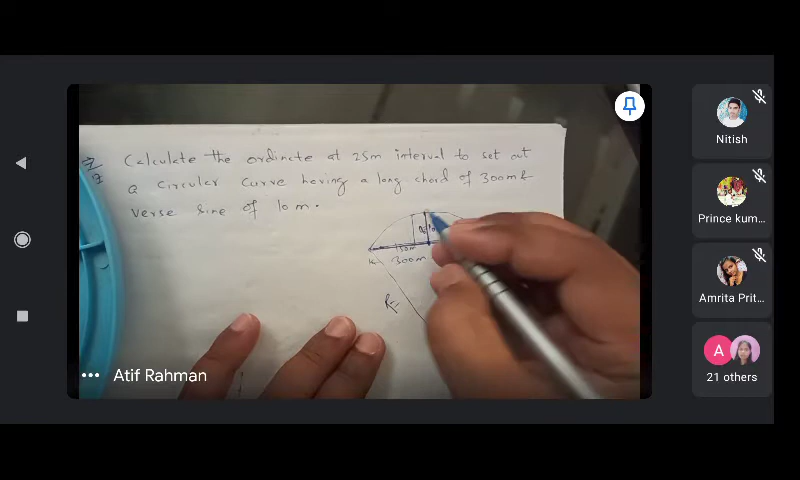 Calculate the ordinate at 25m interval to set out
a circular curve having a long chord of 300m &
verse sine of 10m.
150m
300m
R
Atif Rahman
Nitish
Prince kum...
Amrita Prit...
A
21 others